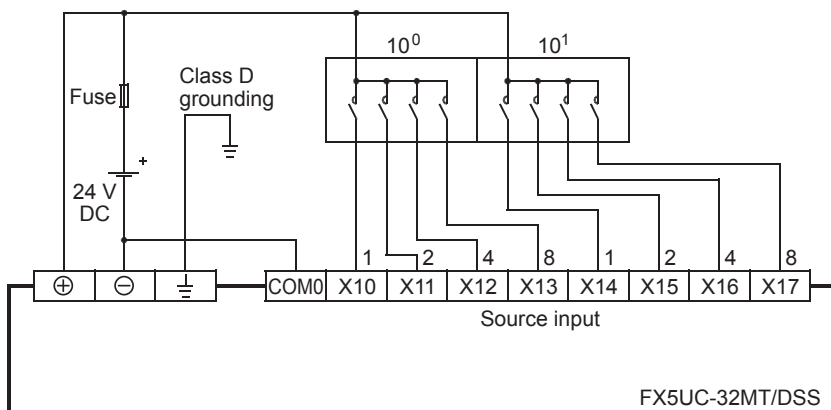 10⁰ 10¹
Class D
grounding
Fuse
+
24 V
DC
1 2 4 8 1 2 4 8
⊕ ⊖ COM0 X10 X11 X12 X13 X14 X15 X16 X17
Source input
FX5UC-32MT/DSS